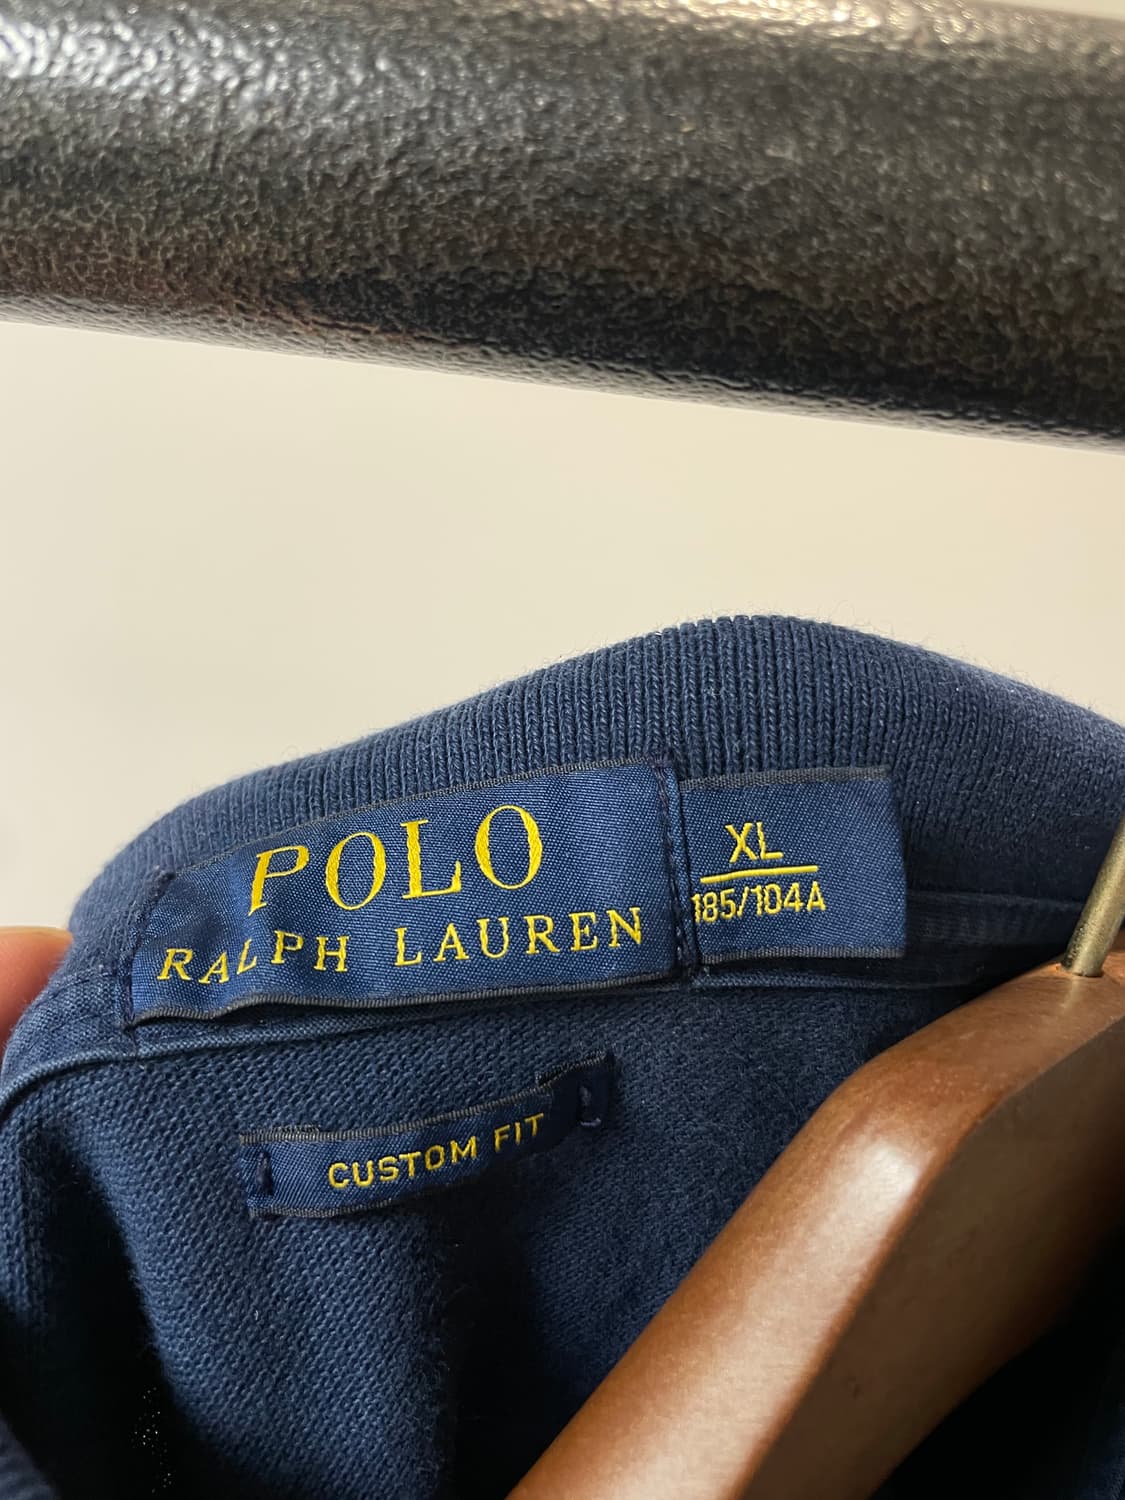 POLO
RALPH LAUREN
XL
185/104A
CUSTOM FIT